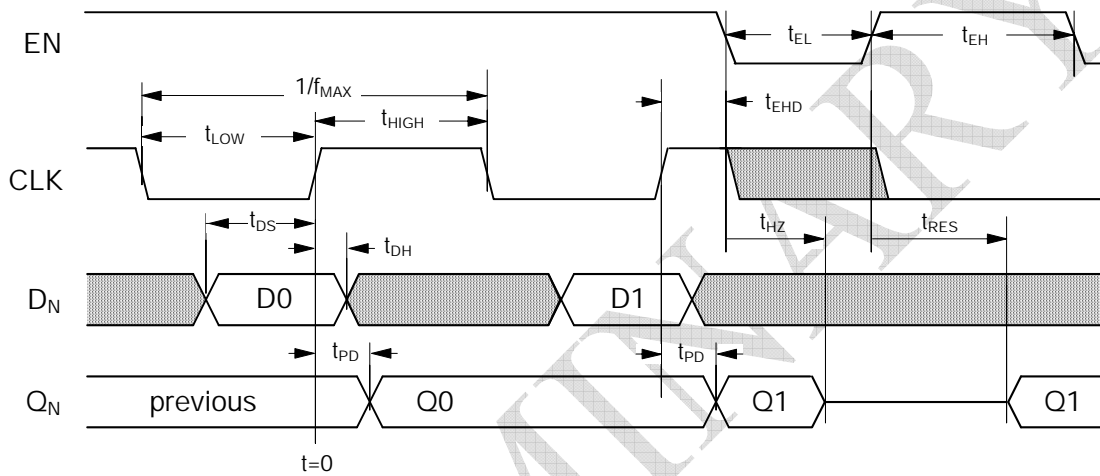 EN
t_EL
t_EH
1/f_MAX
t_EHD
t_LOW
t_HIGH
CLK
t_DS
t_DH
t_HZ
t_RES
D_N
D0
D1
t_PD
t_PD
Q_N
previous
Q0
Q1
Q1
t=0
MINARY